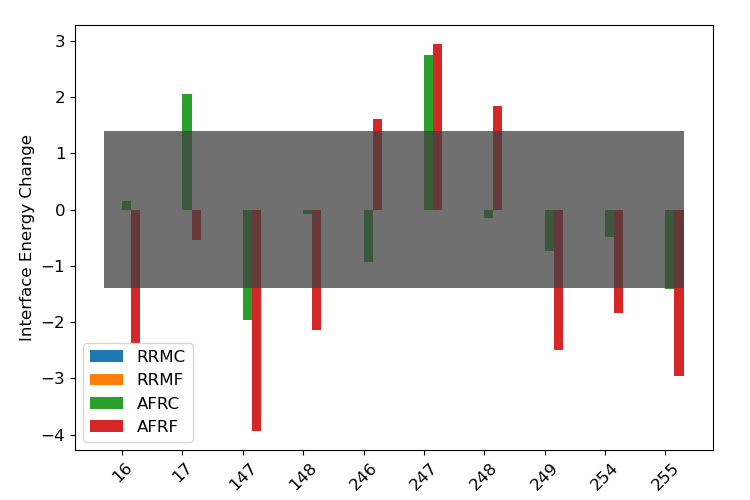 Interface Energy Change
3
2
1
0
−1
−2
−3
−4
RRMC
RRMF
AFRC
AFRF
16 17 147 148 246 247 248 249 254 255